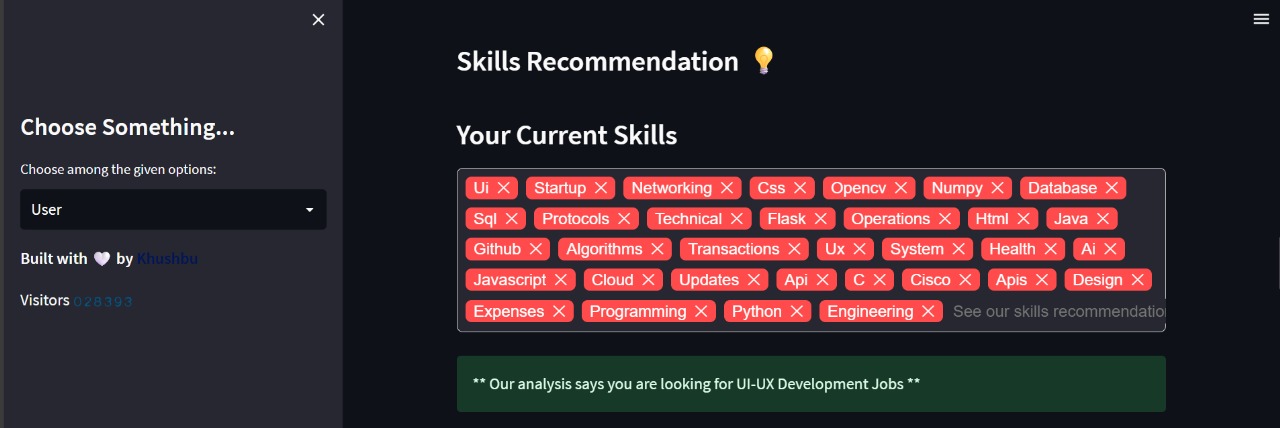 Choose Something...
Choose among the given options:
User
Built with 🤍 by Khushbu
Visitors 028393
Skills Recommendation 💡
Your Current Skills
Ui Startup Networking Css Opencv Numpy Database
Sql Protocols Technical Flask Operations Html Java
Github Algorithms Transactions Ux System Health Ai
Javascript Cloud Updates Api C Cisco Apis Design
Expenses Programming Python Engineering See our skills recommendatio
** Our analysis says you are looking for UI-UX Development Jobs **